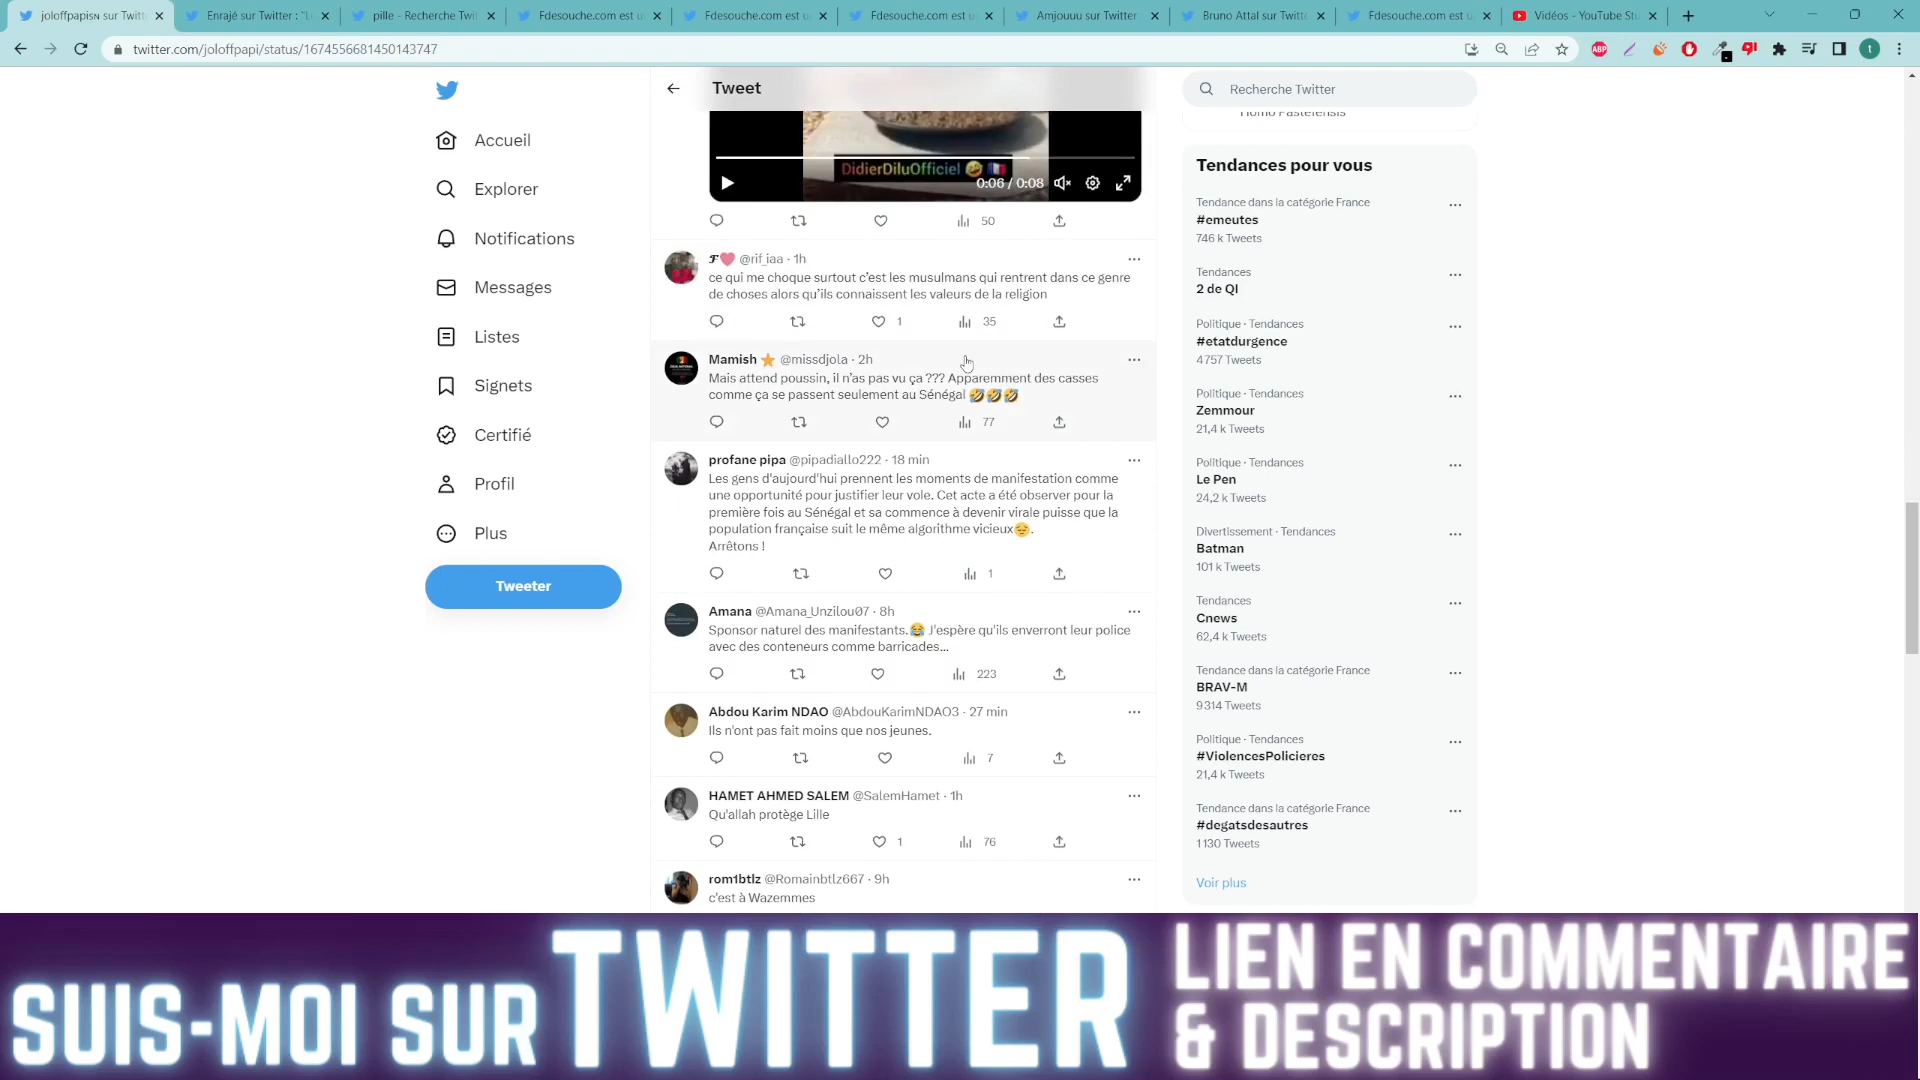 joloffpapisɴ sur Twitt
Enrajé sur Twitter : "L
pille - Recherche Twit
Fdesouche.com est u
Fdesouche.com est u
Fdesouche.com est u
Amjouuu sur Twitter
Bruno Attal sur Twitte
Fdesouche.com est u
Vidéos - YouTube Stu
twitter.com/joloffpapi/status/1674556681450143747
ABP
t
Accueil
Explorer
Notifications
Messages
Listes
Signets
Certifié
Profil
Plus
Tweeter
Tweet
DidierDiluOfficiel 🤣 🇫🇷
0:06 / 0:08
50
𝓕❤️ @rif_iaa · 1h
ce qui me choque surtout c’est les musulmans qui rentrent dans ce genre
de choses alors qu’ils connaissent les valeurs de la religion
1 35
Mamish ⭐ @missdjola · 2h
Mais attend poussin, il n’as pas vu ça ??? Apparemment des casses
comme ça se passent seulement au Sénégal 🤣🤣🤣
77
profane pipa @pipadiallo222 · 18 min
Les gens d'aujourd'hui prennent les moments de manifestation comme
une opportunité pour justifier leur vole. Cet acte a été observer pour la
première fois au Sénégal et sa commence à devenir virale puisse que la
population française suit le même algorithme vicieux😔.
Arrêtons !
1
Amana @Amana_Unzilou07 · 8h
Sponsor naturel des manifestants.😂 J'espère qu'ils enverront leur police
avec des conteneurs comme barricades...
223
Abdou Karim NDAO @AbdouKarimNDAO3 · 27 min
Ils n'ont pas fait moins que nos jeunes.
7
HAMET AHMED SALEM @SalemHamet · 1h
Qu'allah protège Lille
1 76
rom1btlz @Romainbtlz667 · 9h
c'est à Wazemmes
Recherche Twitter
Homo Pasterensis
Tendances pour vous
Tendance dans la catégorie France
#emeutes
746 k Tweets
Tendances
2 de QI
Politique · Tendances
#etatdurgence
4 757 Tweets
Politique · Tendances
Zemmour
21,4 k Tweets
Politique · Tendances
Le Pen
24,2 k Tweets
Divertissement · Tendances
Batman
101 k Tweets
Tendances
Cnews
62,4 k Tweets
Tendance dans la catégorie France
BRAV-M
9 314 Tweets
Politique · Tendances
#ViolencesPolicieres
21,4 k Tweets
Tendance dans la catégorie France
#degatsdesautres
1 130 Tweets
Voir plus
SUIS-MOI SUR TWITTER
LIEN EN COMMENTAIRE
& DESCRIPTION